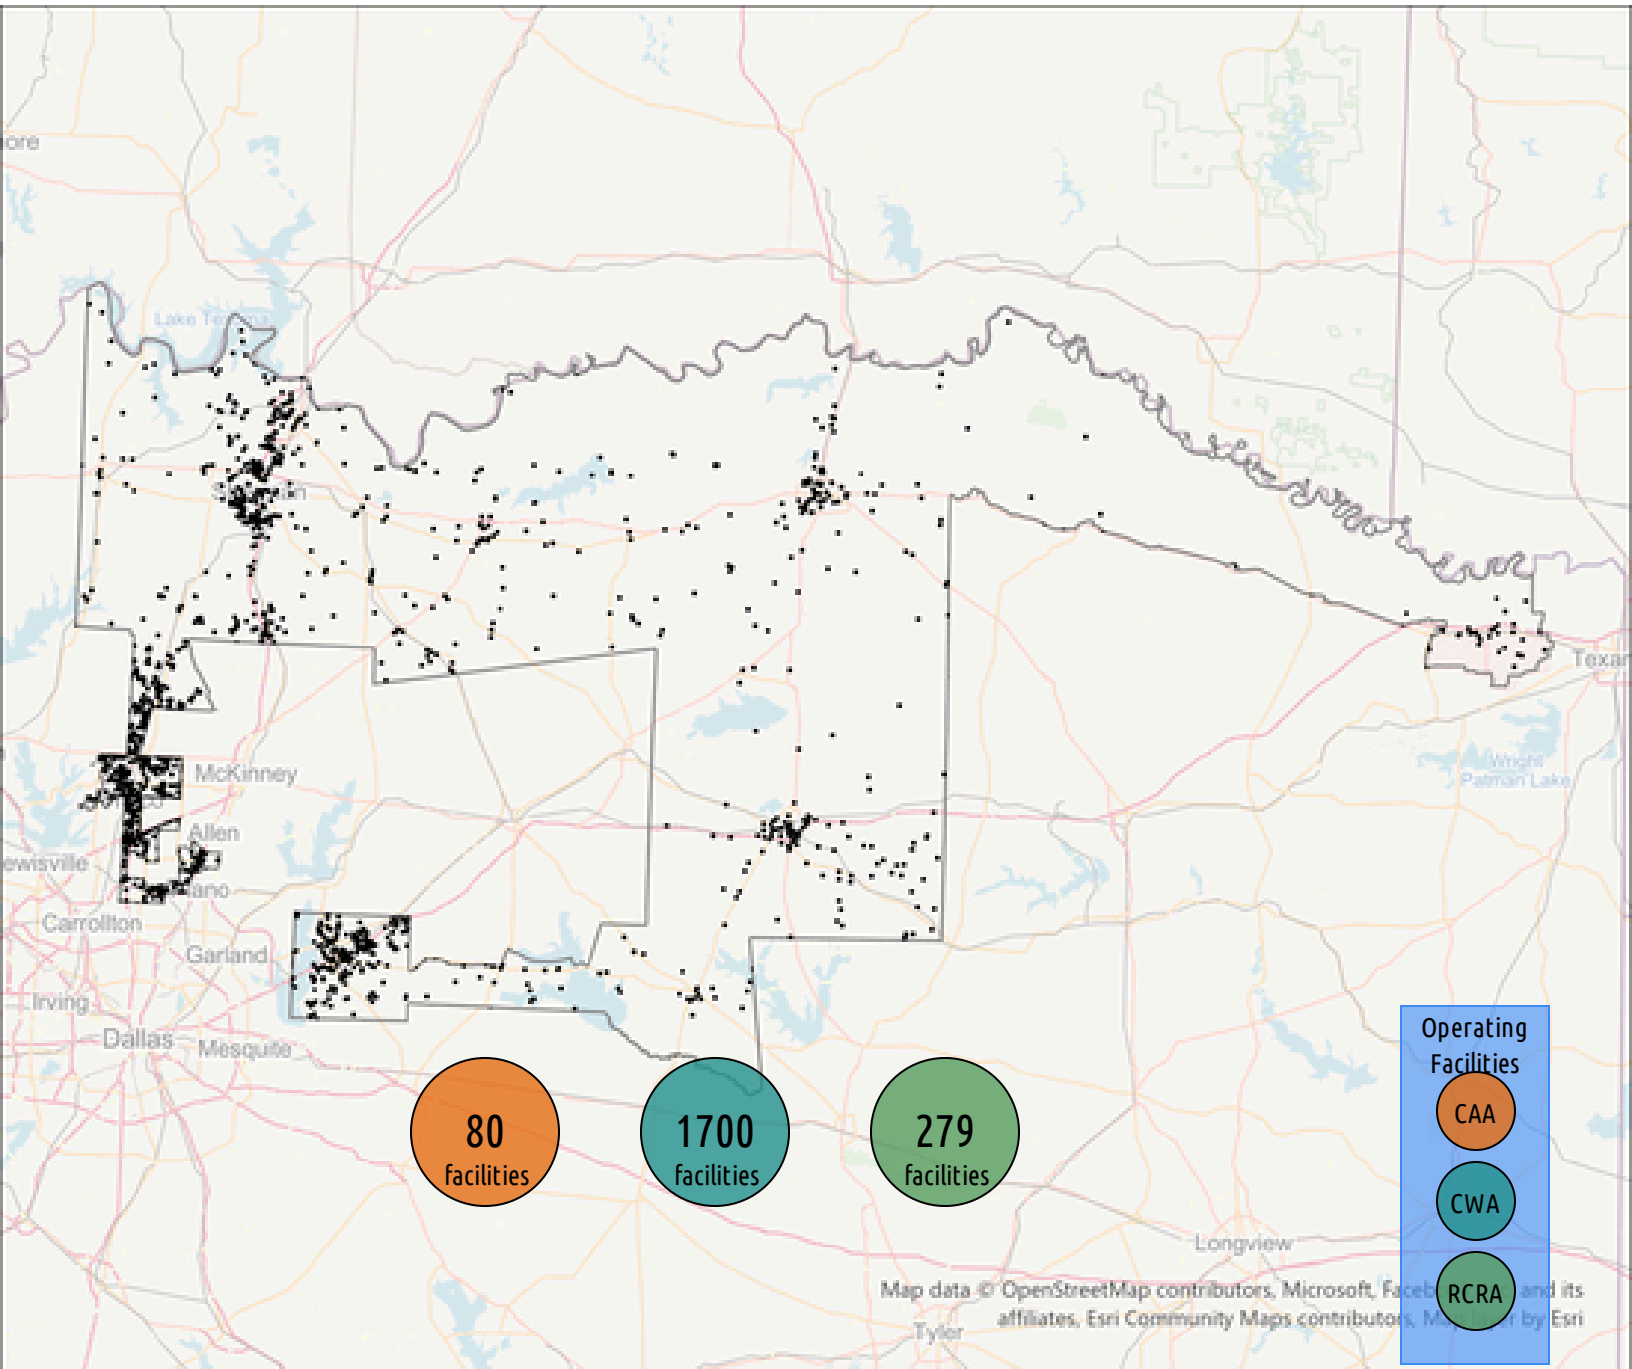 ore
Lake Te
a
S
an
McKinney
Allen
ewisville
lano
Carrollton
Garland
Irving
Dallas
Mesquite
Texar
Wright
Patman Lake
80
facilities
1700
facilities
279
facilities
Operating
Facilities
CAA
CWA
RCRA
Longview
Tyler
Map data © OpenStreetMap contributors, Microsoft, and its
affiliates, Esri Community Maps contributors, by Esri